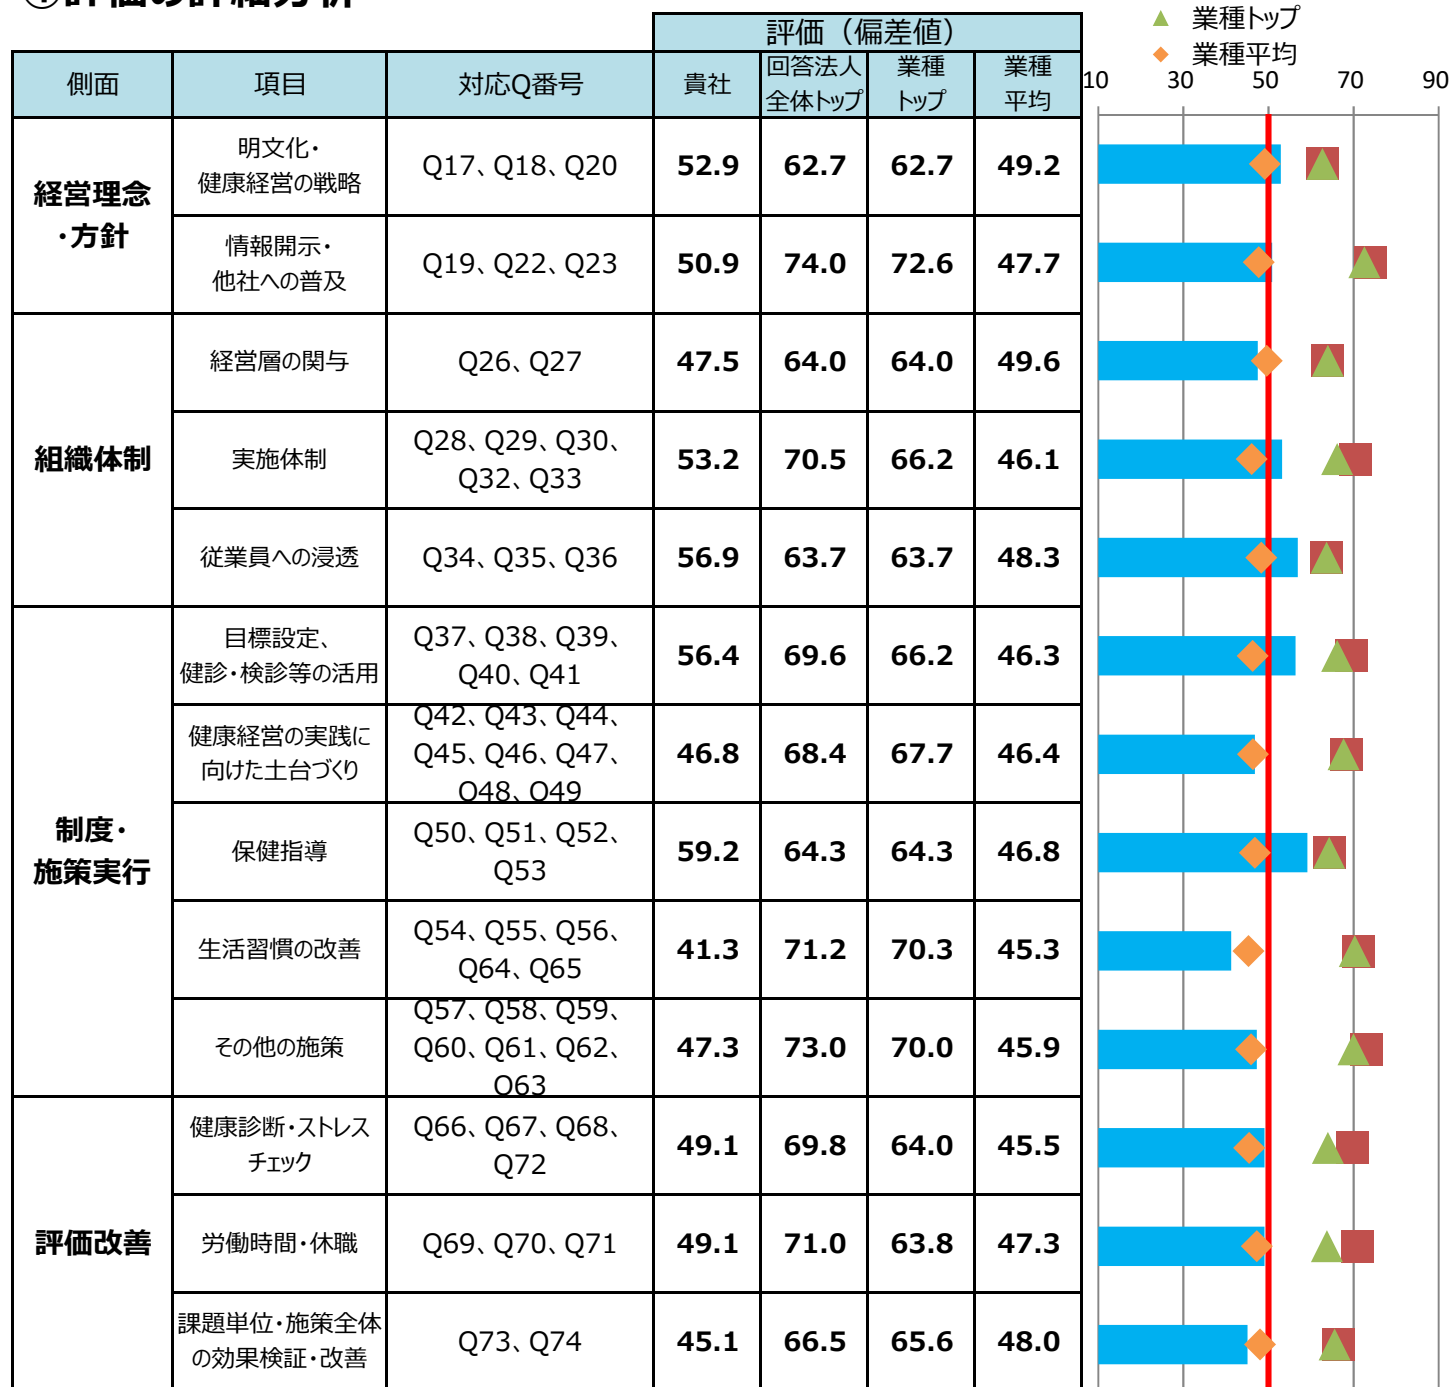 ①評価の詳細分析
評価（偏差値）
▲ 業種トップ
◆ 業種平均
側面 項目 対応Q番号 貴社 回答法人 業種 業種
全体トップ トップ 平均
10 30 50 70 90
経営理念
・方針
明文化・
健康経営の戦略
Q17、Q18、Q20
52.9 62.7 62.7 49.2
情報開示・
他社への普及
Q19、Q22、Q23
50.9 74.0 72.6 47.7
組織体制
経営層の関与
Q26、Q27
47.5 64.0 64.0 49.6
実施体制
Q28、Q29、Q30、
Q32、Q33
53.2 70.5 66.2 46.1
従業員への浸透
Q34、Q35、Q36
56.9 63.7 63.7 48.3
制度・
施策実行
目標設定、
健診・検診等の活用
Q37、Q38、Q39、
Q40、Q41
56.4 69.6 66.2 46.3
健康経営の実践に
向けた土台づくり
Q42、Q43、Q44、
Q45、Q46、Q47、
Q48、Q49
46.8 68.4 67.7 46.4
保健指導
Q50、Q51、Q52、
Q53
59.2 64.3 64.3 46.8
生活習慣の改善
Q54、Q55、Q56、
Q64、Q65
41.3 71.2 70.3 45.3
その他の施策
Q57、Q58、Q59、
Q60、Q61、Q62、
Q63
47.3 73.0 70.0 45.9
評価改善
健康診断・ストレス
チェック
Q66、Q67、Q68、
Q72
49.1 69.8 64.0 45.5
労働時間・休職
Q69、Q70、Q71
49.1 71.0 63.8 47.3
課題単位・施策全体
の効果検証・改善
Q73、Q74
45.1 66.5 65.6 48.0